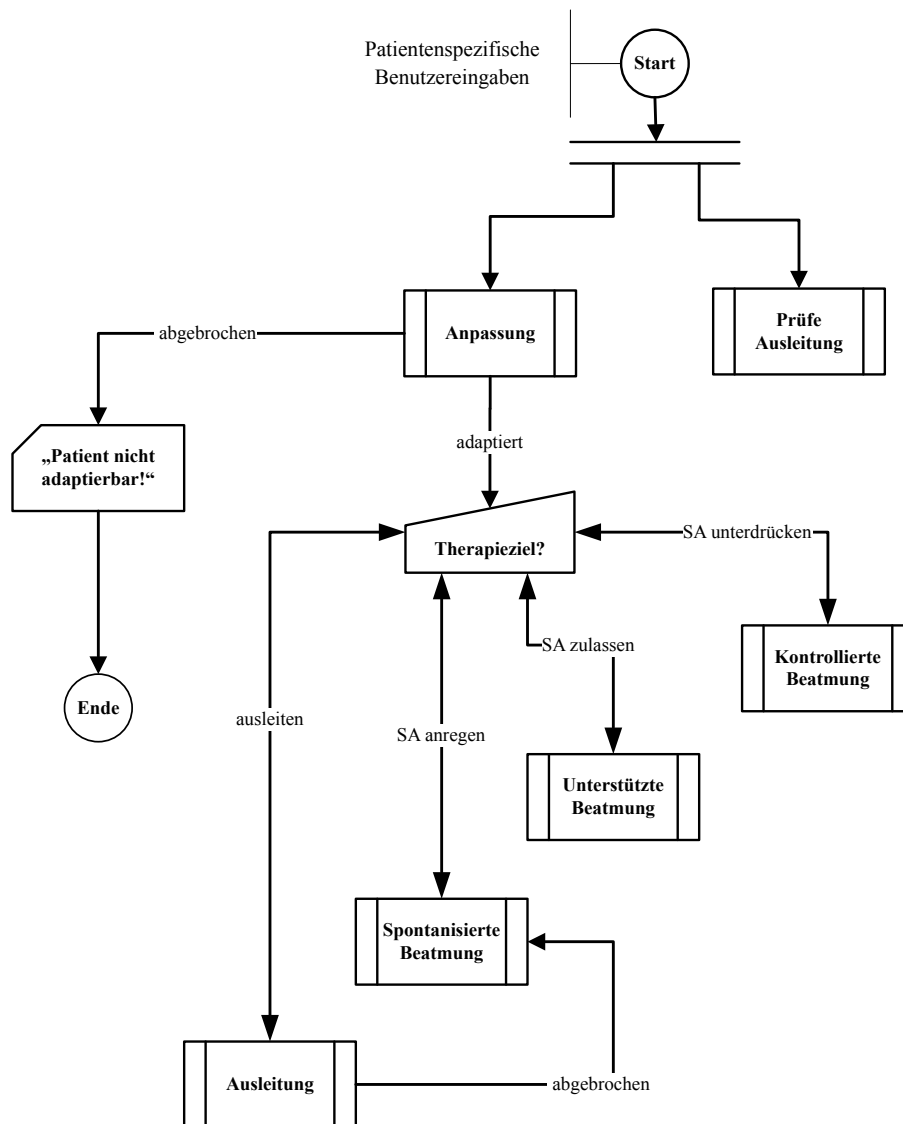 Patientenspezifische
Benutzereingaben
Start
Anpassung
Prüfe
Ausleitung
abgebrochen
„Patient nicht
adaptierbar!“
adaptiert
Therapieziel?
SA unterdrücken
SA zulassen
Kontrollierte
Beatmung
Ende
ausleiten
SA anregen
Unterstützte
Beatmung
Spontanisierte
Beatmung
Ausleitung
abgebrochen